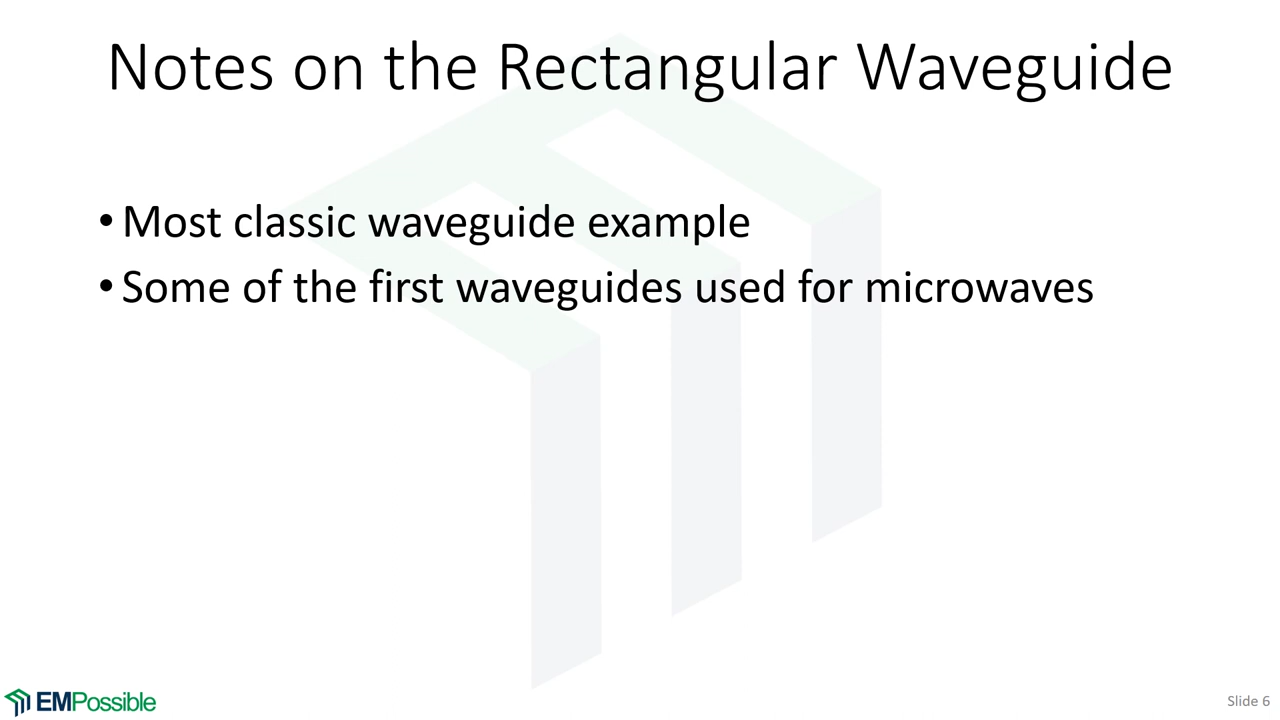 Notes on the Rectangular Waveguide
• Most classic waveguide example
• Some of the first waveguides used for microwaves
EMPossible
Slide 6